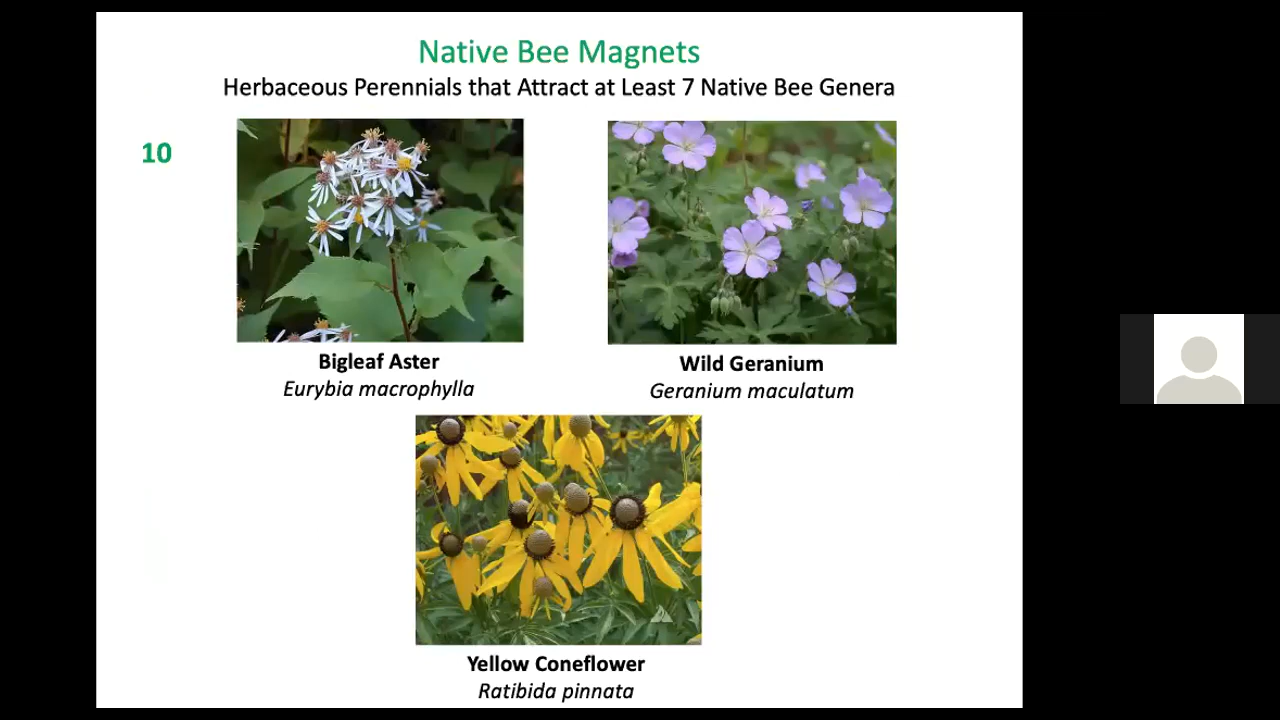 Native Bee Magnets
Herbaceous Perennials that Attract at Least 7 Native Bee Genera
10
Bigleaf Aster
Eurybia macrophylla
Wild Geranium
Geranium maculatum
Yellow Coneflower
Ratibida pinnata